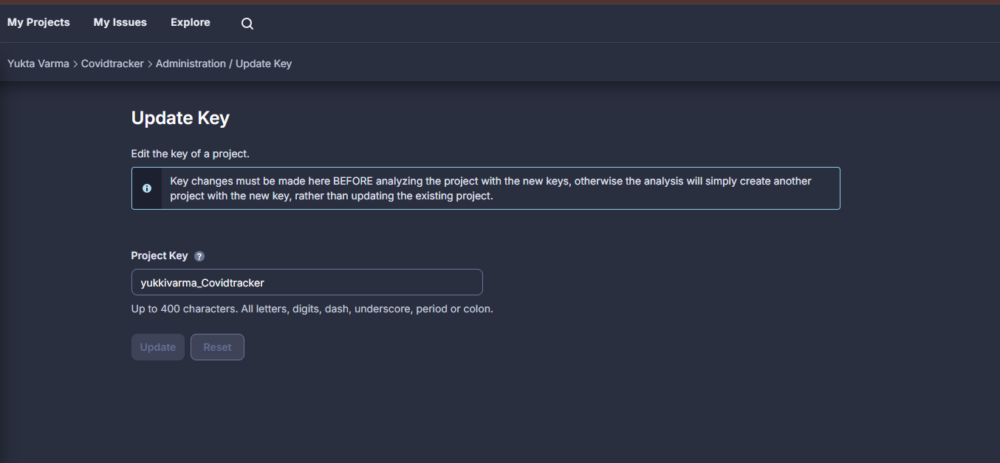 My Projects My Issues Explore
Yukta Varma > Covidtracker > Administration / Update Key
Update Key
Edit the key of a project.
Key changes must be made here BEFORE analyzing the project with the new keys, otherwise the analysis will simply create another
project with the new key, rather than updating the existing project.
Project Key ?
yukkivarma_Covidtracker
Up to 400 characters. All letters, digits, dash, underscore, period or colon.
Update Reset